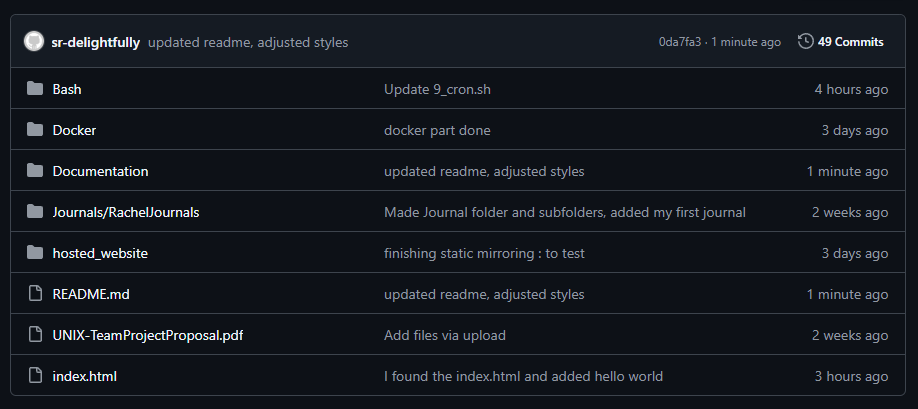 sr-delightfully updated readme, adjusted styles 0da7fa3 · 1 minute ago 49 Commits
Bash Update 9_cron.sh 4 hours ago
Docker docker part done 3 days ago
Documentation updated readme, adjusted styles 1 minute ago
Journals/RachelJournals Made Journal folder and subfolders, added my first journal 2 weeks ago
hosted_website finishing static mirroring : to test 3 days ago
README.md updated readme, adjusted styles 1 minute ago
UNIX-TeamProjectProposal.pdf Add files via upload 2 weeks ago
index.html I found the index.html and added hello world 3 hours ago